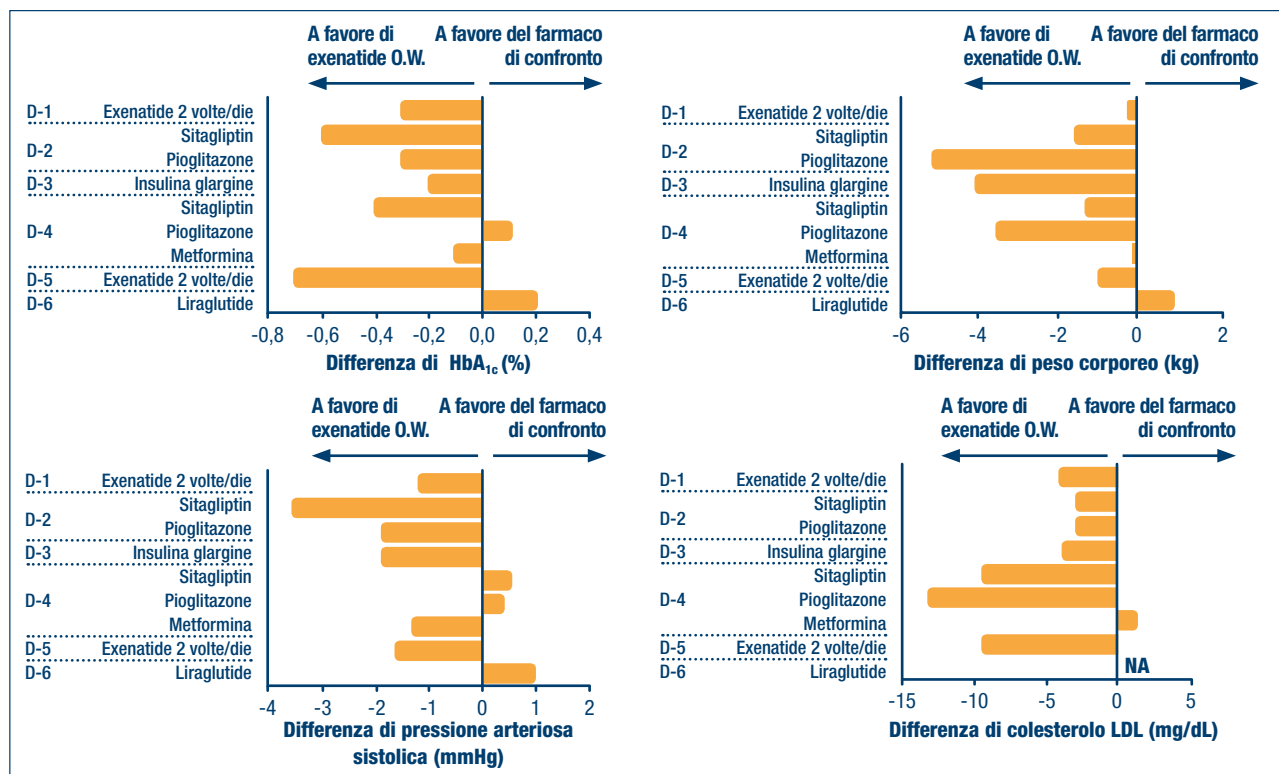 A favore di
exenatide O.W.
A favore del farmaco
di confronto
D-1 Exenatide 2 volte/die
Sitagliptin
D-2
Pioglitazone
D-3 Insulina glargine
Sitagliptin
D-4 Pioglitazone
Metformina
D-5 Exenatide 2 volte/die
D-6 Liraglutide
-0,8 -0,6 -0,4 -0,2 0,0 0,2 0,4
Differenza di HbA1c (%)
A favore di
exenatide O.W.
A favore del farmaco
di confronto
D-1 Exenatide 2 volte/die
Sitagliptin
D-2
Pioglitazone
D-3 Insulina glargine
Sitagliptin
D-4 Pioglitazone
Metformina
D-5 Exenatide 2 volte/die
D-6 Liraglutide
-6 -4 -2 0 2
Differenza di peso corporeo (kg)
A favore di
exenatide O.W.
A favore del farmaco
di confronto
D-1 Exenatide 2 volte/die
Sitagliptin
D-2
Pioglitazone
D-3 Insulina glargine
Sitagliptin
D-4 Pioglitazone
Metformina
D-5 Exenatide 2 volte/die
D-6 Liraglutide
-4 -3 -2 -1 0 1 2
Differenza di pressione arteriosa
sistolica (mmHg)
A favore di
exenatide O.W.
A favore del farmaco
di confronto
D-1 Exenatide 2 volte/die
Sitagliptin
D-2
Pioglitazone
D-3 Insulina glargine
Sitagliptin
D-4 Pioglitazone
Metformina
D-5 Exenatide 2 volte/die
D-6 Liraglutide NA
-15 -10 -5 0 5
Differenza di colesterolo LDL (mg/dL)